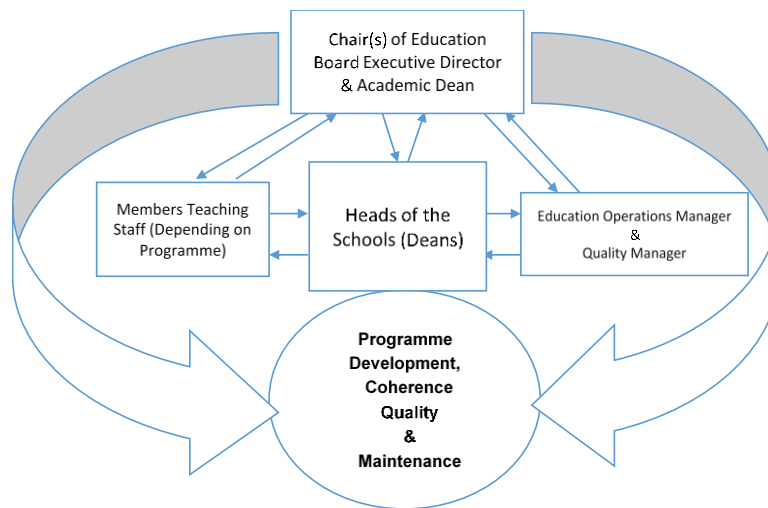 Chair(s) of Education
Board Executive Director
& Academic Dean
Members Teaching
Staff (Depending on
Programme)
Heads of the
Schools (Deans)
Education Operations Manager
&
Quality Manager
Programme
Development,
Coherence
Quality
&
Maintenance